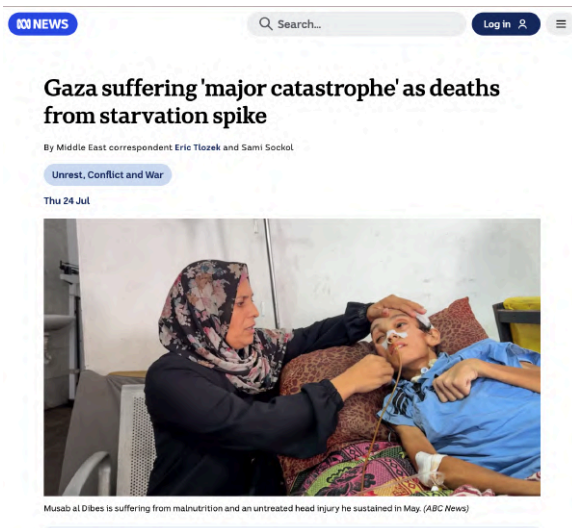 NEWS
Search...
Log in
Gaza suffering 'major catastrophe' as deaths
from starvation spike
By Middle East correspondent Eric Tlozek and Sami Sockol
Unrest, Conflict and War
Thu 24 Jul
Musab al Dibes is suffering from malnutrition and an untreated head injury he sustained in May. (ABC News)